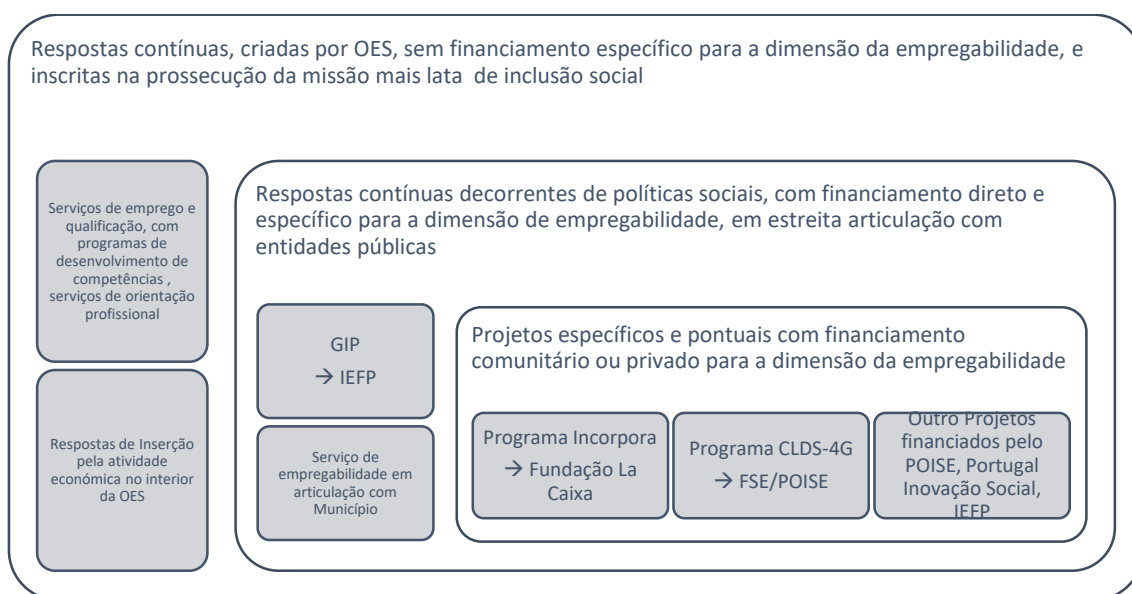 Respostas contínuas, criadas por OES, sem financiamento específico para a dimensão da empregabilidade, e
inscritas na prossecução da missão mais lata de inclusão social
Serviços de emprego e
qualificação, com
programas de
desenvolvimento de
competências ,
serviços de orientação
profissional
Respostas de Inserção
pela atividade
económica no interior
da OES
Respostas contínuas decorrentes de políticas sociais, com financiamento direto e
específico para a dimensão de empregabilidade, em estreita articulação com
entidades públicas
GIP
→ IEFP
Serviço de
empregabilidade em
articulação com
Município
Projetos específicos e pontuais com financiamento
comunitário ou privado para a dimensão da empregabilidade
Programa Incorpora
→ Fundação La
Caixa
Programa CLDS-4G
→ FSE/POISE
Outro Projetos
financiados pelo
POISE, Portugal
Inovação Social,
IEFP